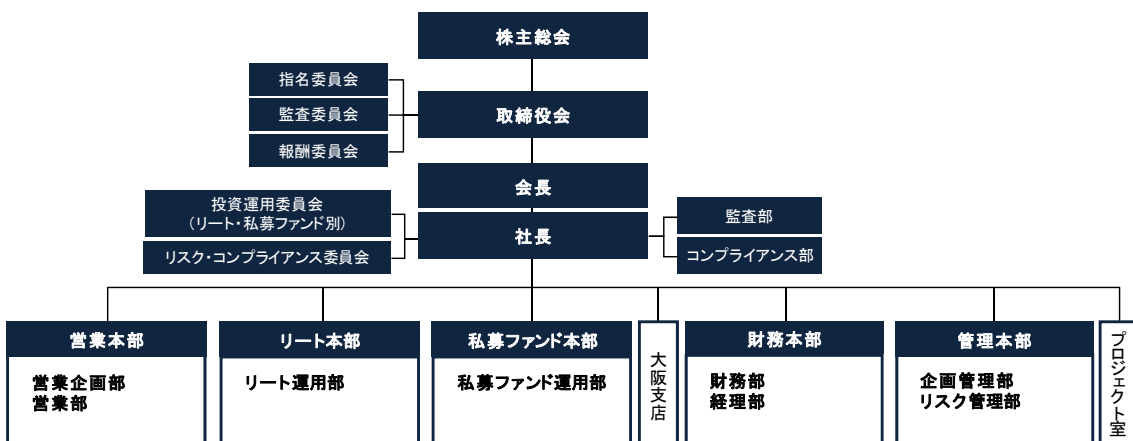 株主総会
指名委員会
監査委員会
報酬委員会
取締役会
会長
投資運用委員会
(リート・私募ファンド別)
リスク・コンプライアンス委員会
社長
監査部
コンプライアンス部
営業本部
営業企画部
営業部
リート本部
リート運用部
私募ファンド本部
私募ファンド運用部
大阪支店
財務本部
財務部
経理部
管理本部
企画管理部
リスク管理部
プロジェクト室